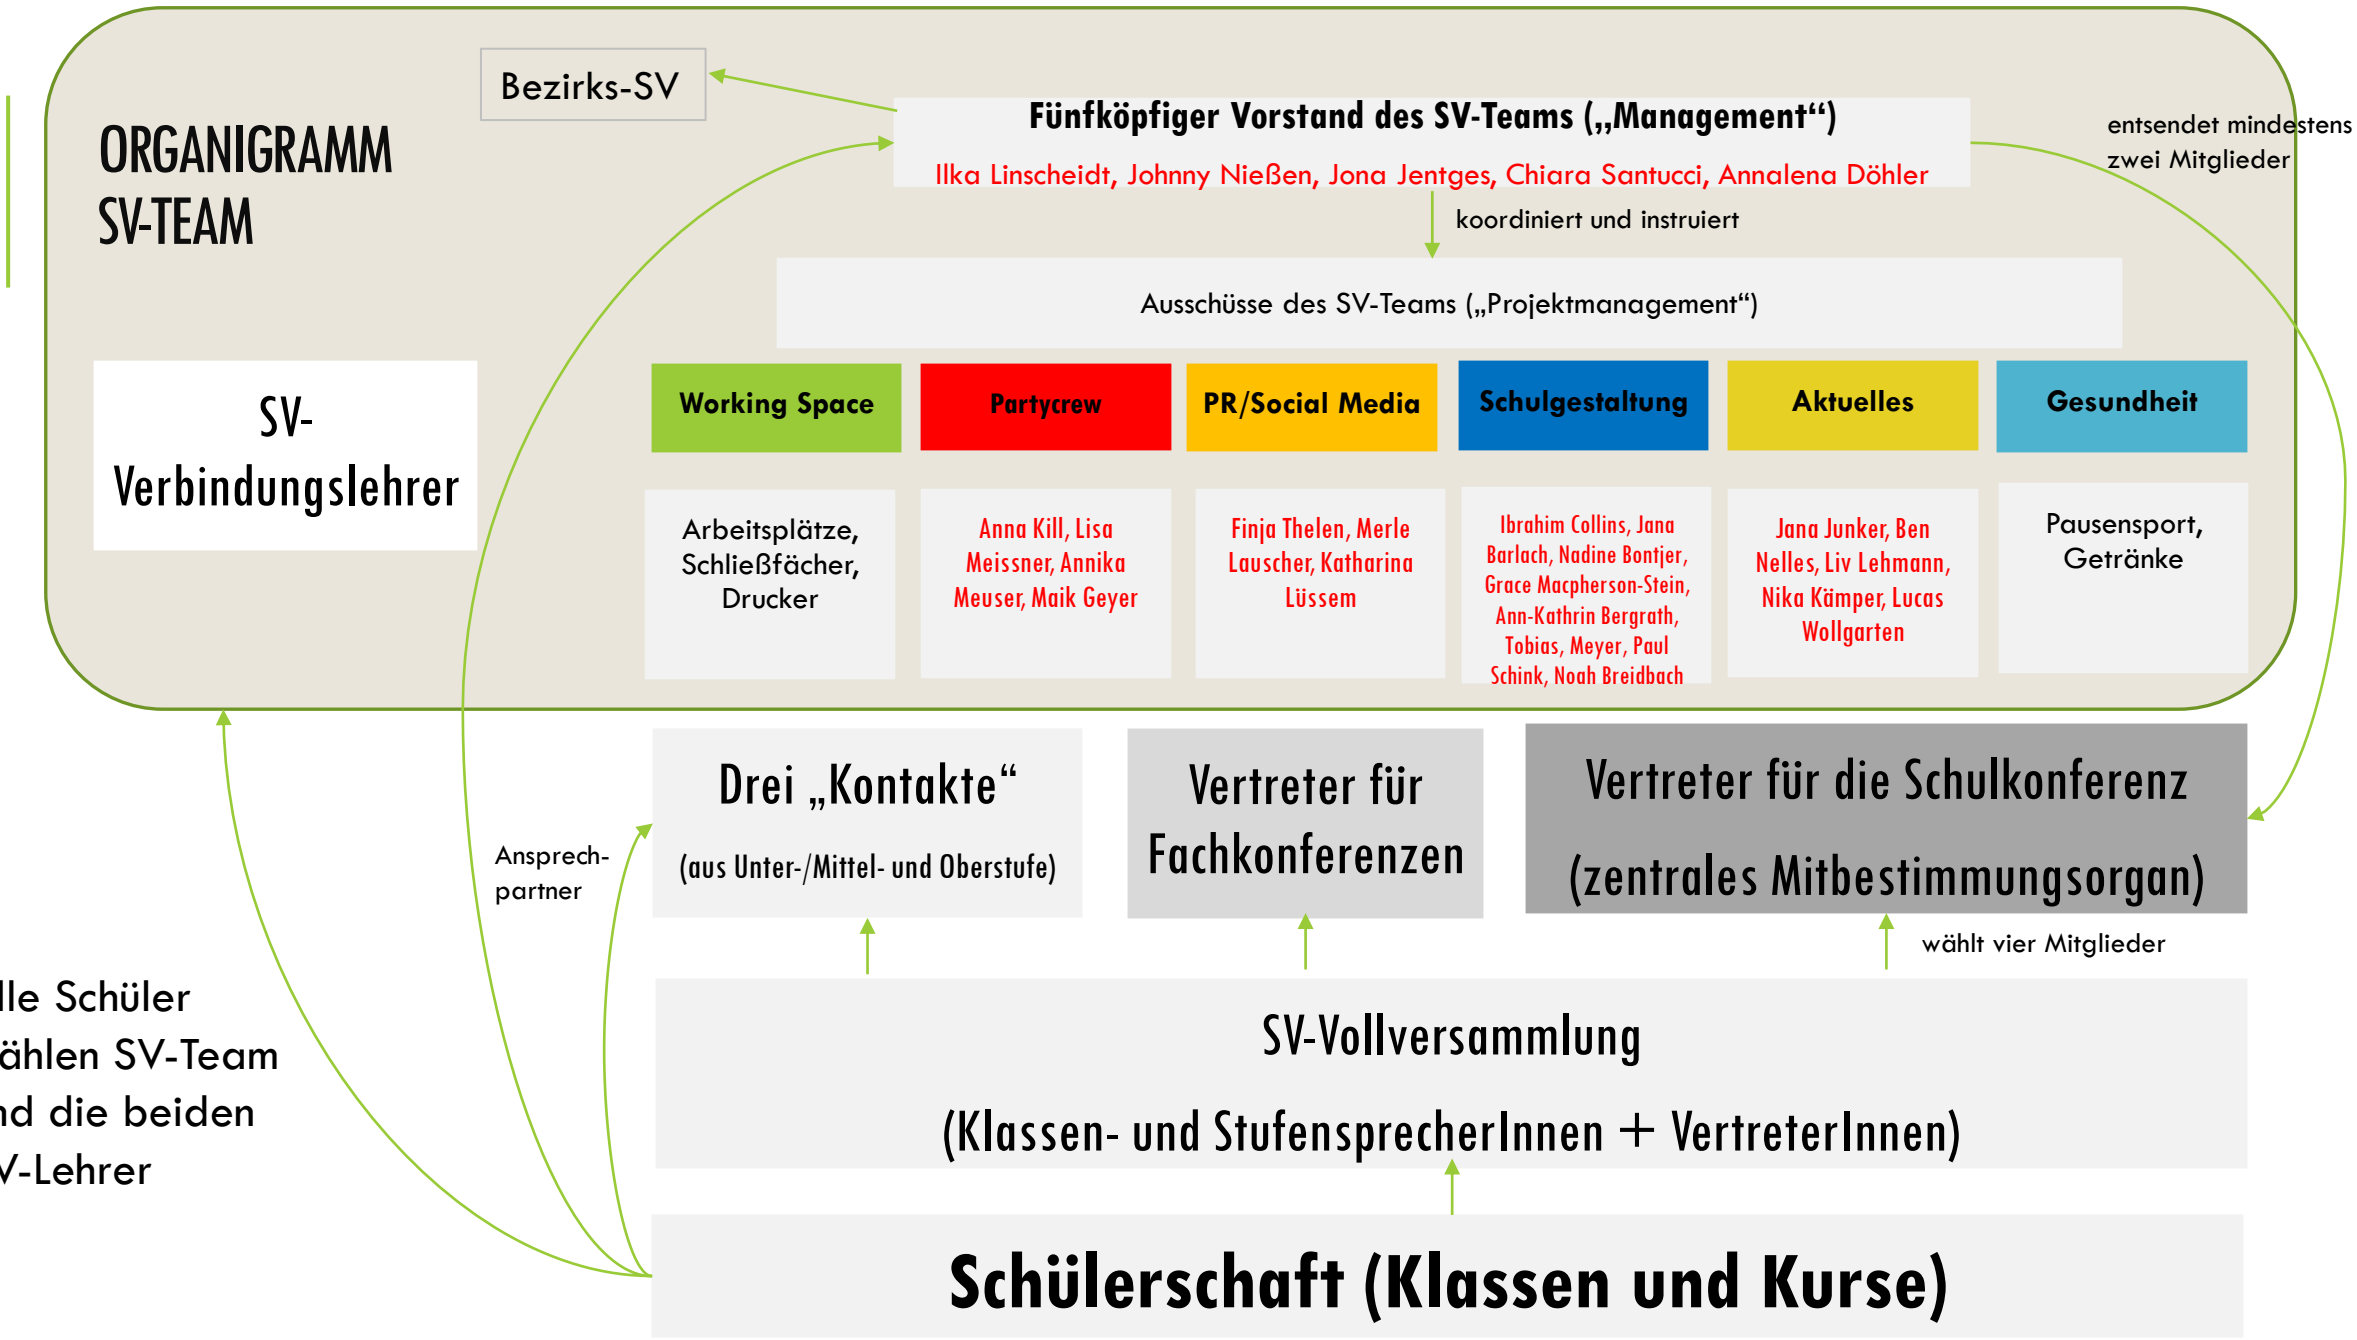 Bezirks-SV
ORGANIGRAMM
SV-TEAM
Fünfköpfiger Vorstand des SV-Teams („Management“)
Ilka Linscheidt, Johnny Nießen, Jona Jentges, Chiara Santucci, Annalena Döhler
entsendet mindestens
zwei Mitglieder
koordiniert und instruiert
Ausschüsse des SV-Teams („Projektmanagement“)
SV-
Verbindungslehrer
Working Space
Partycrew
PR/Social Media
Schulgestaltung
Aktuelles
Gesundheit
Arbeitsplätze,
Schließfächer,
Drucker
Anna Kill, Lisa
Meissner, Annika
Meuser, Maik Geyer
Finja Thelen, Merle
Lauscher, Katharina
Lüssem
Ibrahim Collins, Jana
Barlach, Nadine Bontjer,
Grace Macpherson-Stein,
Ann-Kathrin Bergrath,
Tobias, Meyer, Paul
Schink, Noah Breidbach
Jana Junker, Ben
Nelles, Liv Lehmann,
Nika Kämper, Lucas
Wollgarten
Pausensport,
Getränke
Drei „Kontakte“
(aus Unter-/Mittel- und Oberstufe)
Vertreter für
Fachkonferenzen
Vertreter für die Schulkonferenz
(zentrales Mitbestimmungsorgan)
Ansprech-
partner
wählt vier Mitglieder
lle Schüler
ählen SV-Team
nd die beiden
V-Lehrer
SV-Vollversammlung
(Klassen- und StufensprecherInnen + VertreterInnen)
Schülerschaft (Klassen und Kurse)